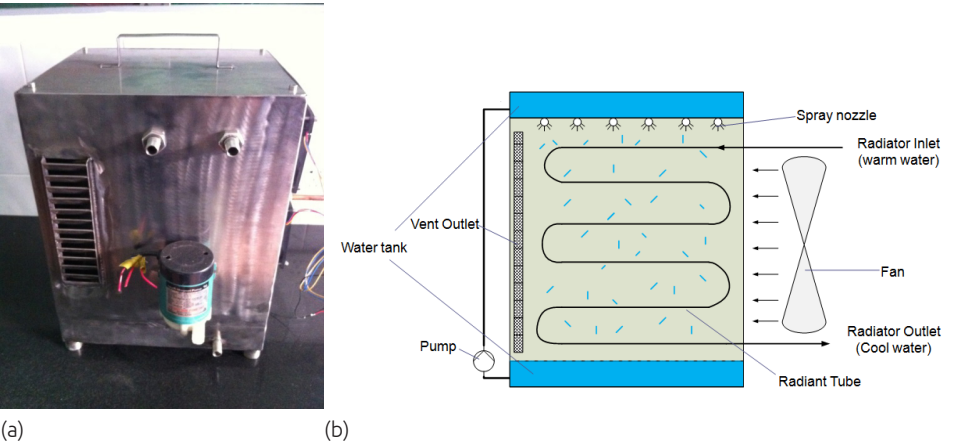 Spray nozzle
Radiator Inlet
(warm water)
Vent Outlet
Water tank
Fan
Radiator Outlet
(Cool water)
Pump
Radiant Tube
(a)
(b)